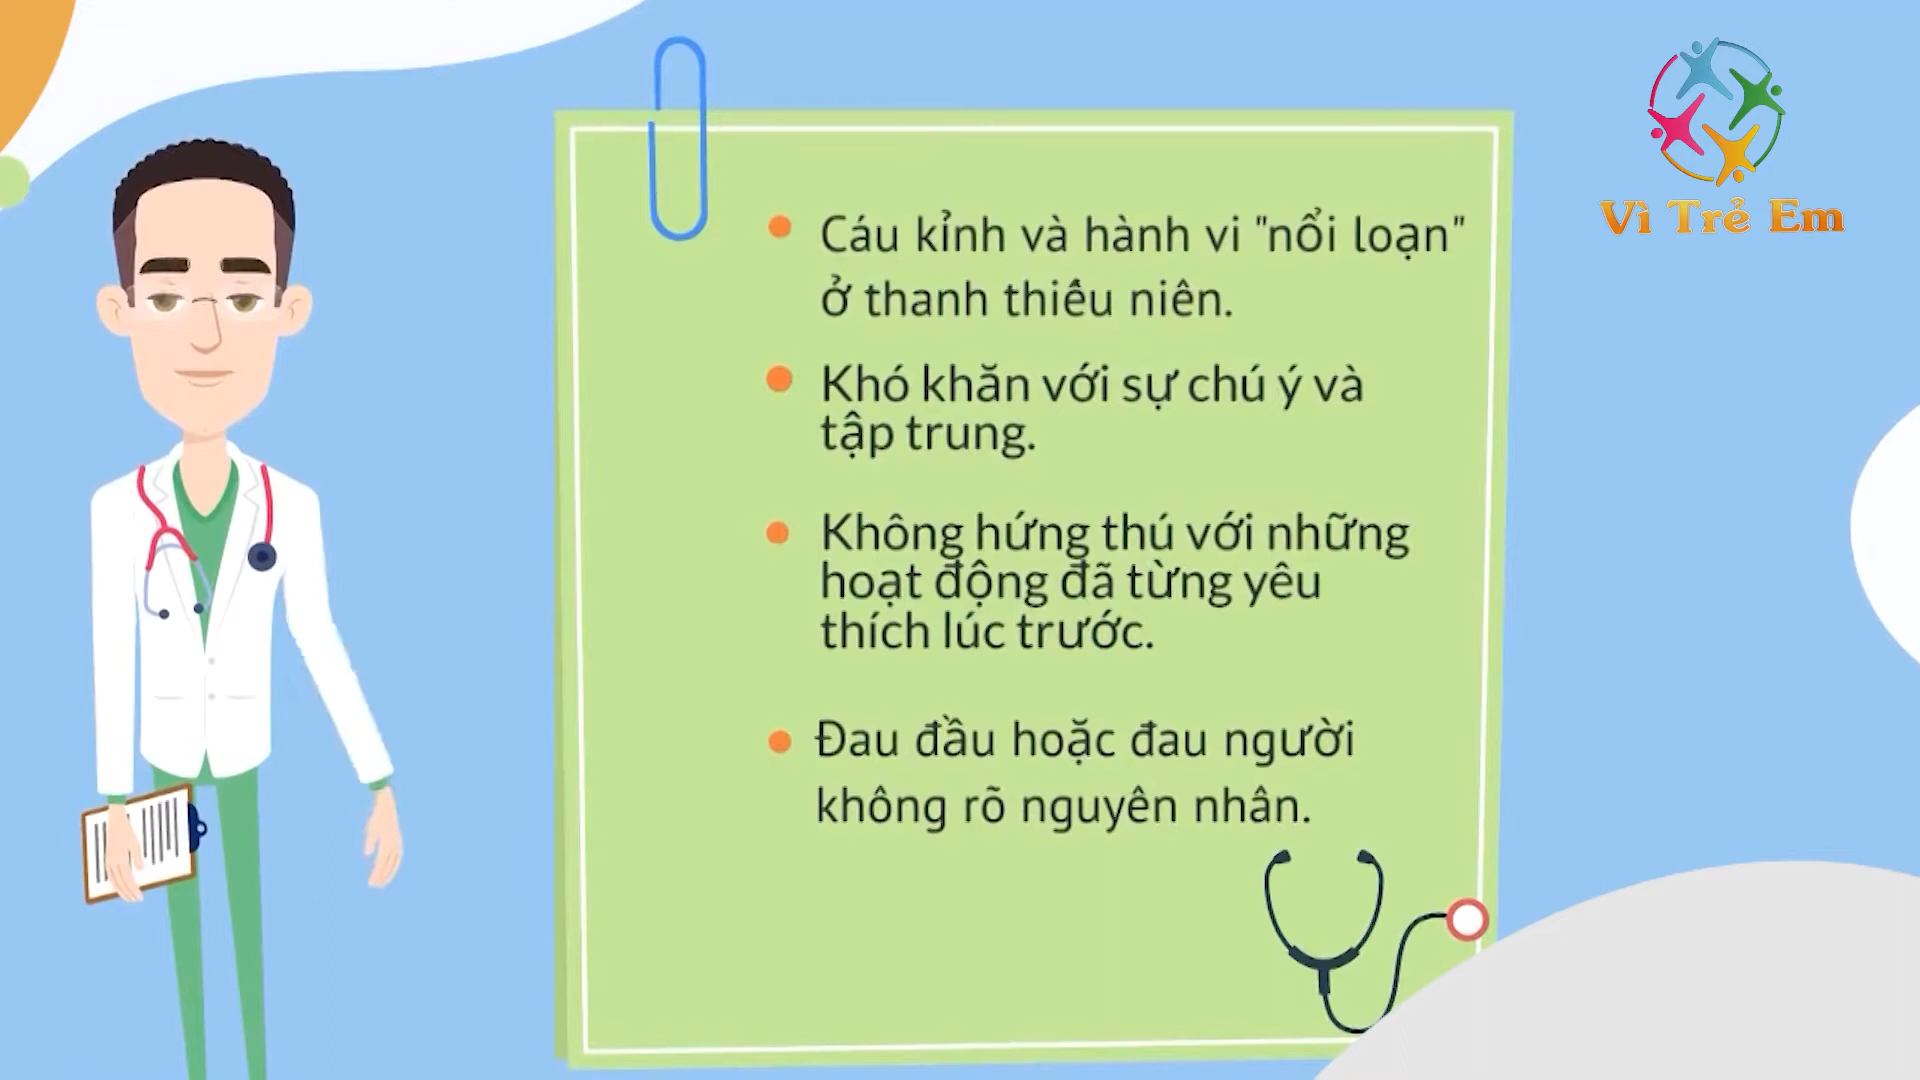 Vì Trẻ Em
Cáu kỉnh và hành vi "nổi loạn"
ở thanh thiếu niên.
Khó khăn với sự chú ý và
tập trung.
Không hứng thú với những
hoạt động đã từng yêu
thích lúc trước.
Đau đầu hoặc đau người
không rõ nguyên nhân.